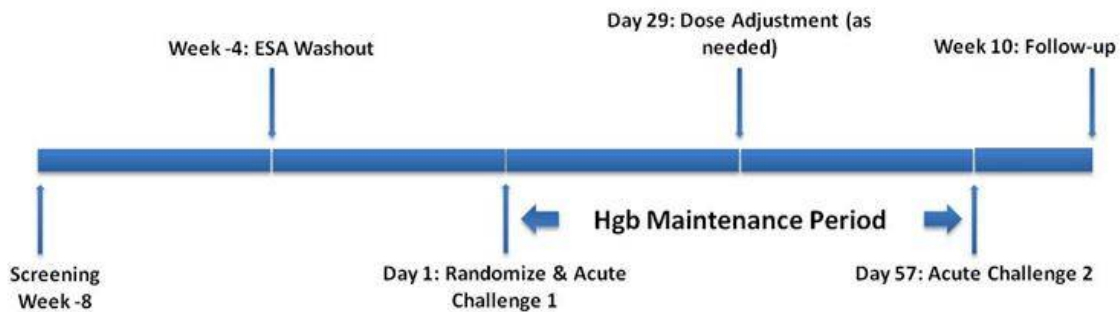 Day 29: Dose Adjustment (as
needed)
Week -4: ESA Washout
Week 10: Follow-up
Hgb Maintenance Period
Screening
Week -8
Day 1: Randomize & Acute
Challenge 1
Day 57: Acute Challenge 2